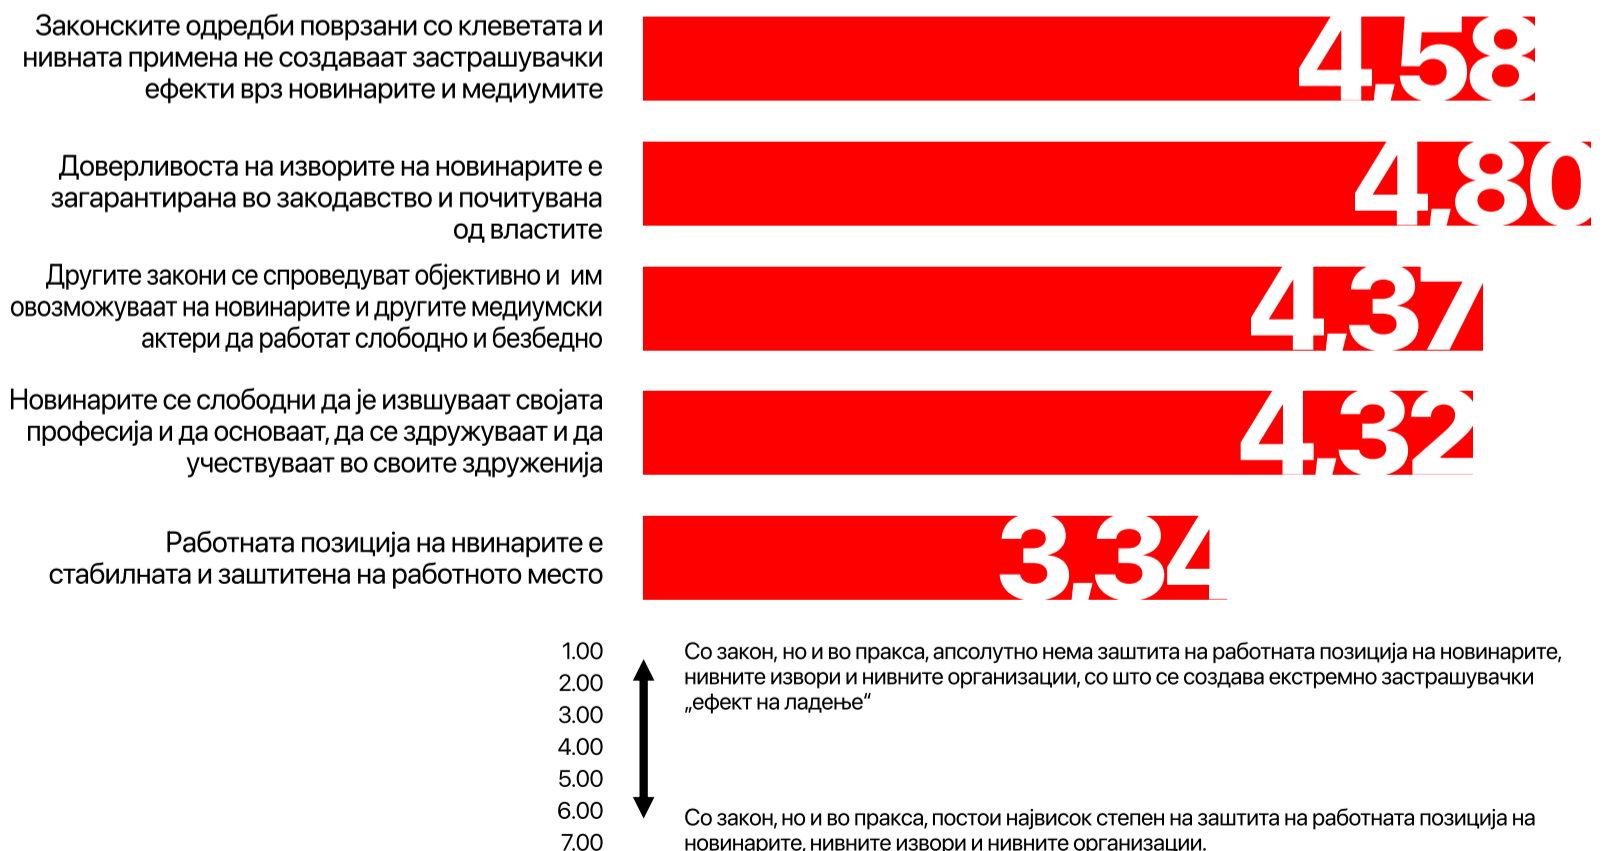 Законските одредби поврзани со клеветата и
нивната примена не создаваат застрашувачки
ефекти врз новинарите и медиумите
4,58
Доверливоста на изворите на новинарите е
загарантирана во закодавство и почитувана
од властите
4,80
Другите закони се спроведуват објективно и им
овозможуваат на новинарите и другите медиумски
актери да работат слободно и безбедно
4,37
Новинарите се слободни да је извшуваат својата
професија и да основаат, да се здружуваат и да
учествуваат во своите здруженија
4,32
Работната позиција на нвинарите е
стабилната и заштитена на работното место
3,34
1.00
2.00
3.00
4.00
5.00
6.00
7.00
Со закон, но и во пракса, апсолутно нема заштита на работната позиција на новинарите,
нивните извори и нивните организации, со што се создава екстремно застрашувачки
„ефект на ладење“
Со закон, но и во пракса, постои највисок степен на заштита на работната позиција на
новинарите, нивните извори и нивните организации.